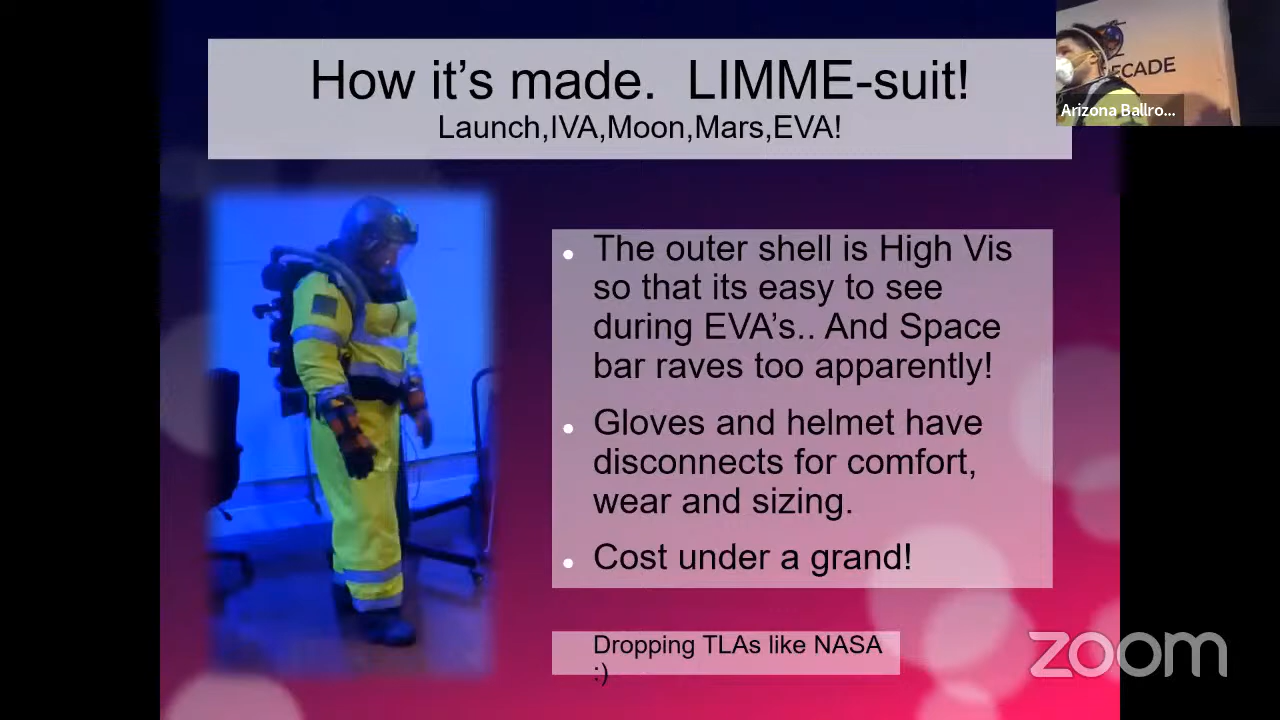 How it's made.  LIMME-suit!
Launch,IVA,Moon,Mars,EVA!
ECADE
Arizona Ballro...
The outer shell is High Vis
so that its easy to see
during EVA's.. And Space
bar raves too apparently!
Gloves and helmet have
disconnects for comfort,
wear and sizing.
Cost under a grand!
Dropping TLAs like NASA
:)
zoom